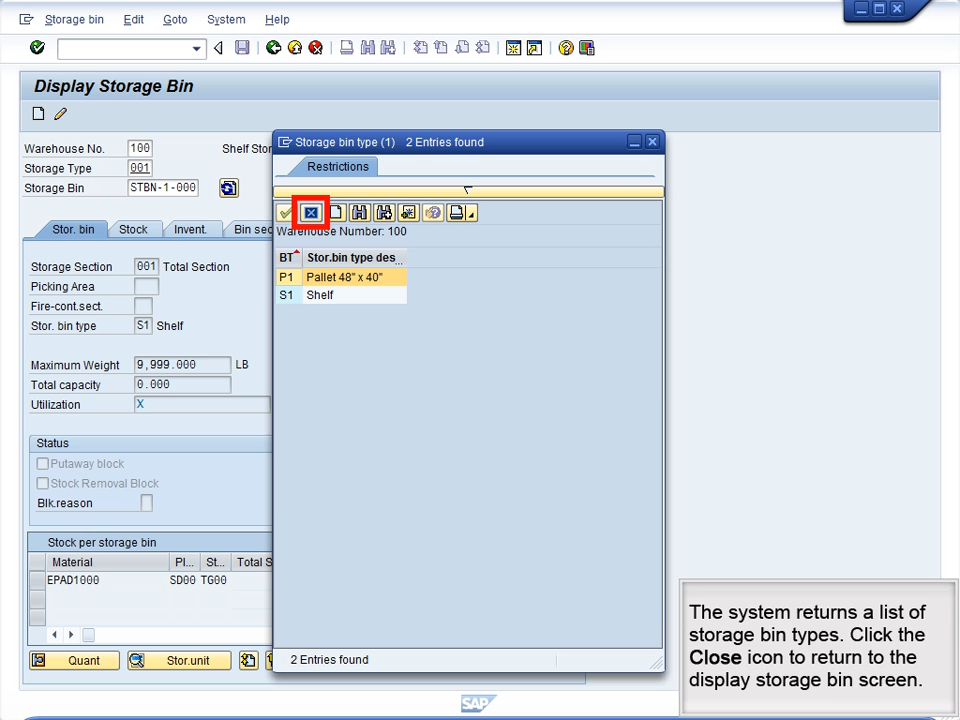 Storage bin Edit Goto System Help
Display Storage Bin
Warehouse No. 100 Shelf Stor
Storage Type 001
Storage Bin STBN-1-000
Stor. bin Stock Invent. Bin sec
Storage Section 001 Total Section
Picking Area
Fire-cont.sect.
Stor. bin type S1 Shelf
Maximum Weight 9,999.000 LB
Total capacity 0.000
Utilization X
Status
Putaway block
Stock Removal Block
Blk.reason
Stock per storage bin
Material Pl... St... Total S
EPAD1000 SD00 TG00
Quant Stor.unit
Storage bin type (1) 2 Entries found
Restrictions
Warehouse Number: 100
BT Stor.bin type des...
P1 Pallet 48" x 40"
S1 Shelf
2 Entries found
The system returns a list of
storage bin types. Click the
Close icon to return to the
display storage bin screen.
SAP